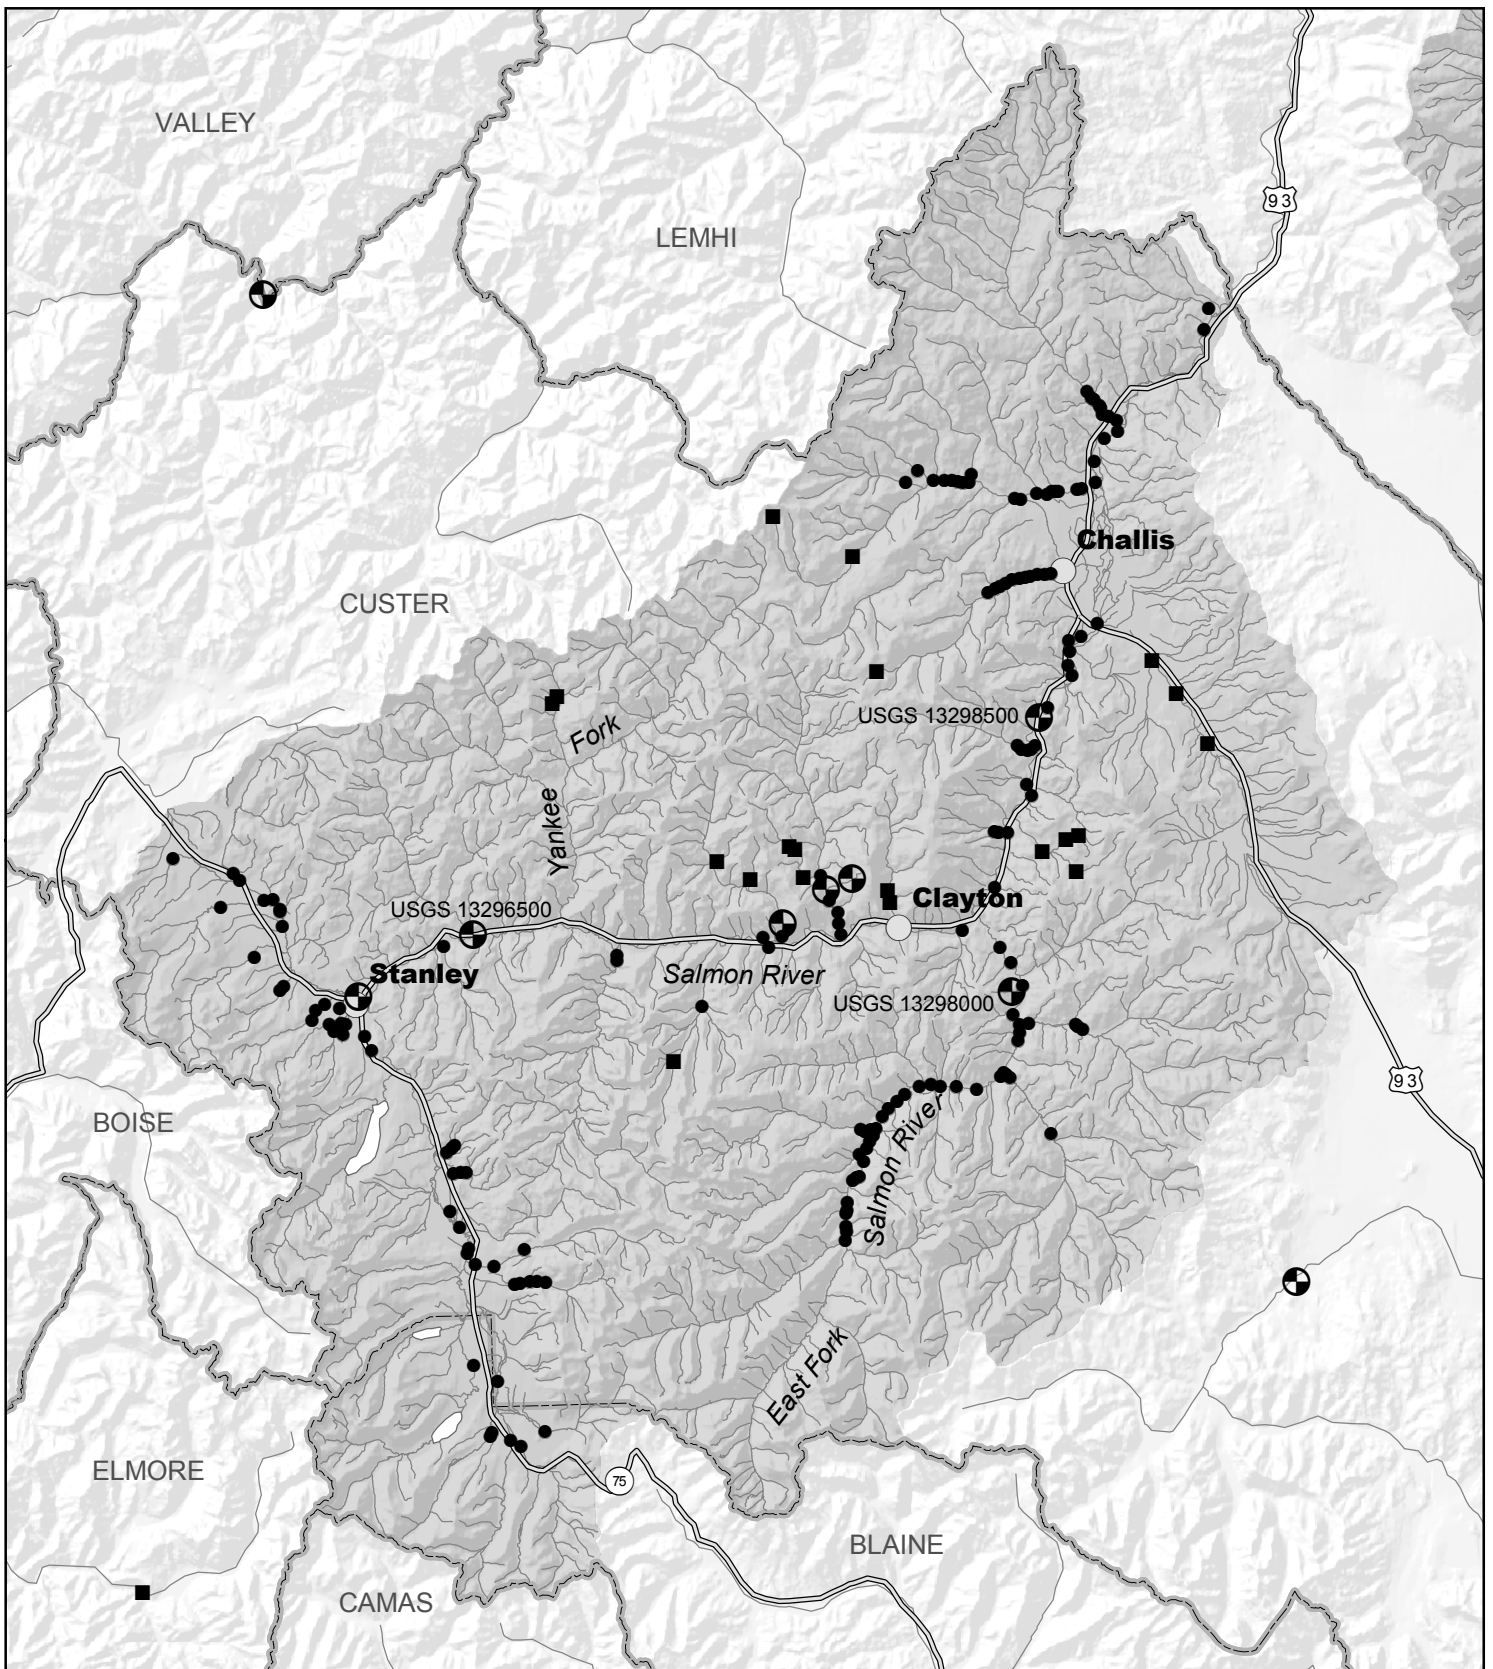 VALLEY
93
LEMHI
Challis
CUSTER
USGS 13298500
Fork
Yankee
Clayton
USGS 13296500
Stanley
Salmon River
USGS 13298000
93
BOISE
Salmon River
East Fork
ELMORE
75
BLAINE
CAMAS